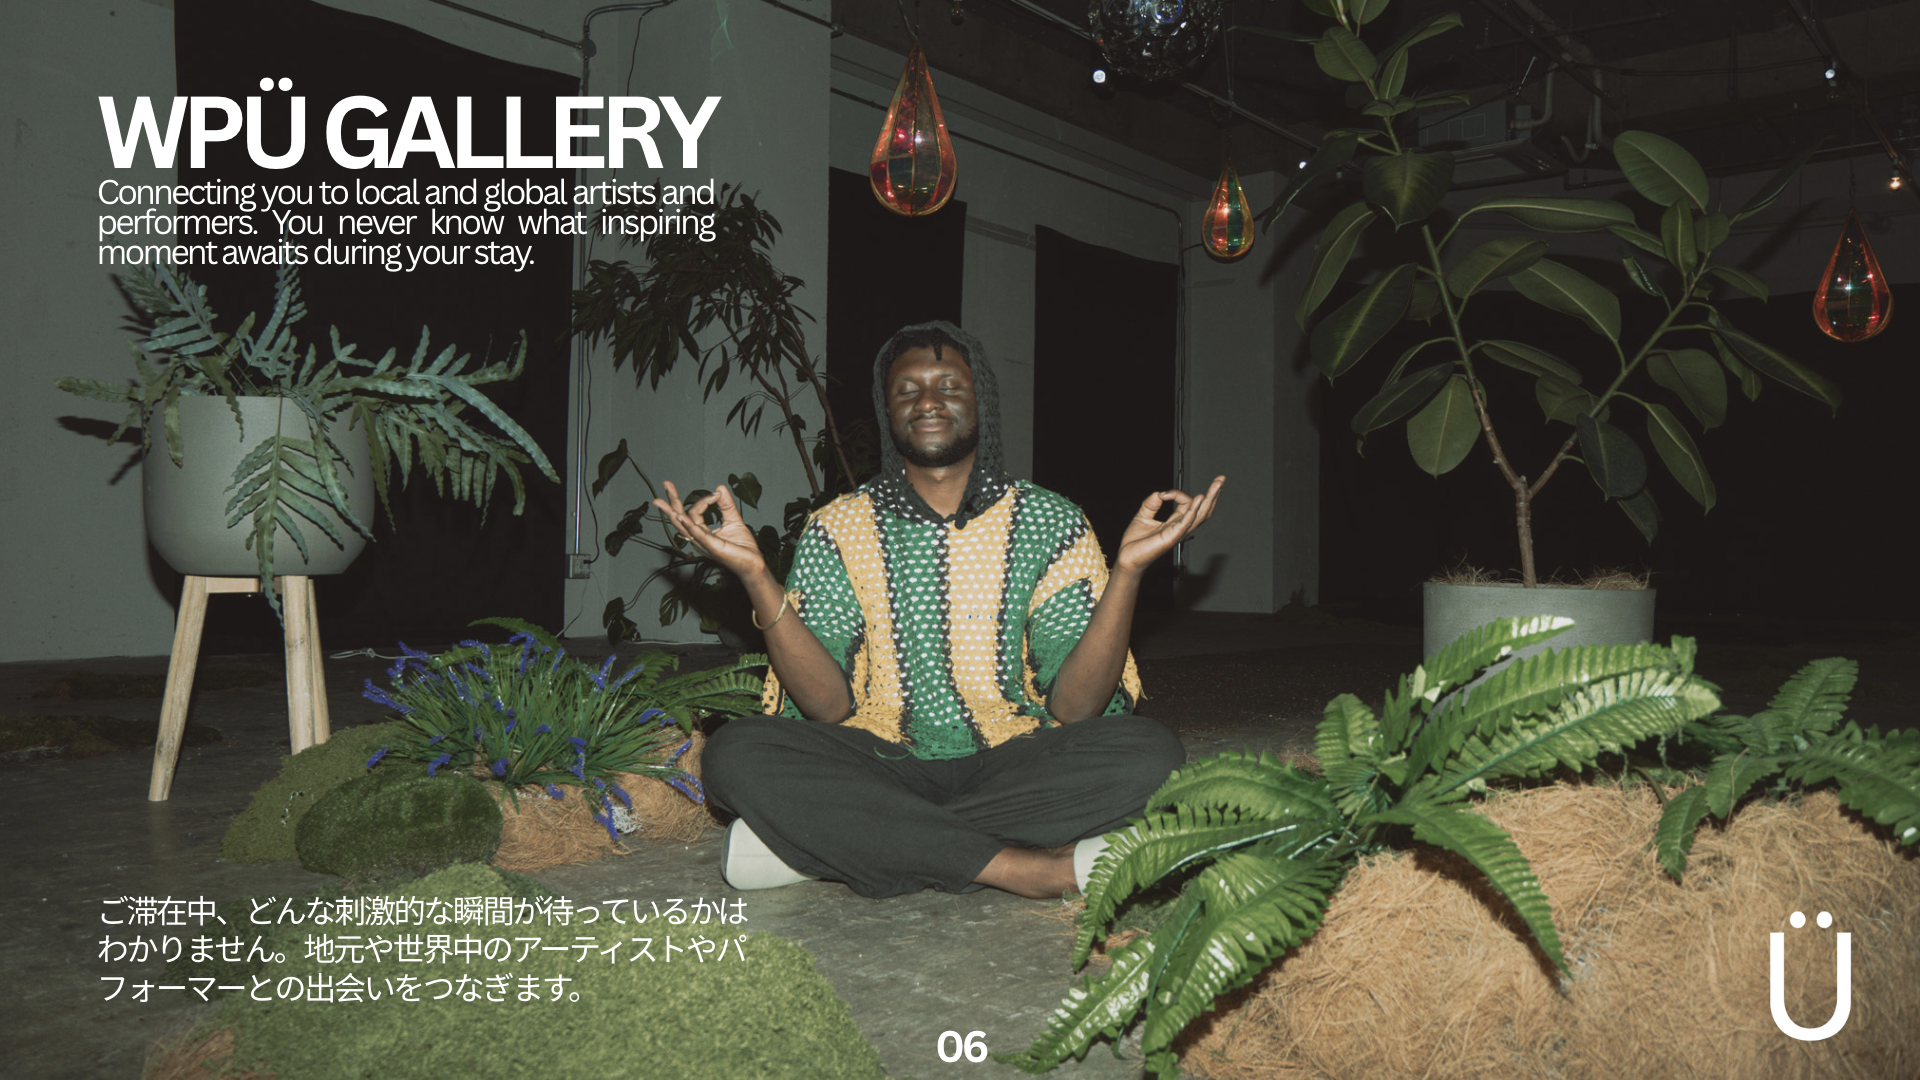 WPÜ GALLERY
Connecting you to local and global artists and
performers. You never know what inspiring
moment awaits during your stay.
ご滞在中、どんな刺激的な瞬間が待っているかは
わかりません。地元や世界中のアーティストやパ
フォーマーとの出会いをつなぎます。
06
Ü